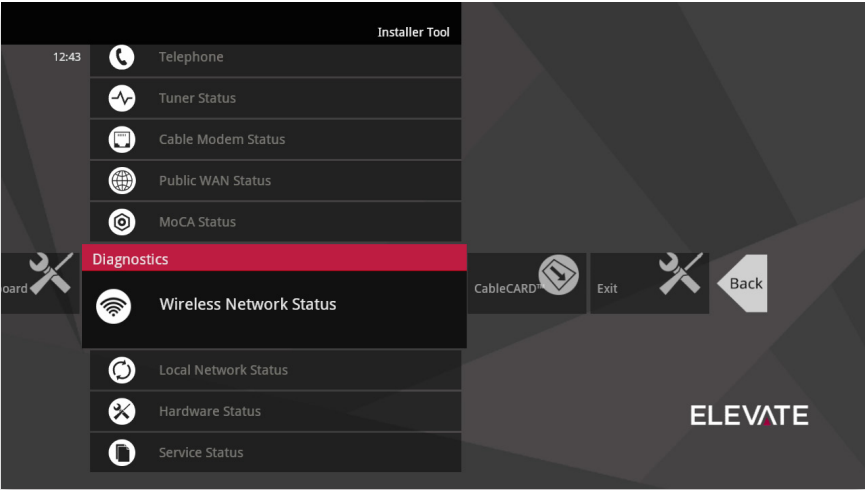 Installer Tool
12:43
Telephone
Tuner Status
Cable Modem Status
Public WAN Status
MoCA Status
Diagnostics
oard
Wireless Network Status
CableCARD™
Exit
Back
Local Network Status
Hardware Status
Service Status
ELEVATE